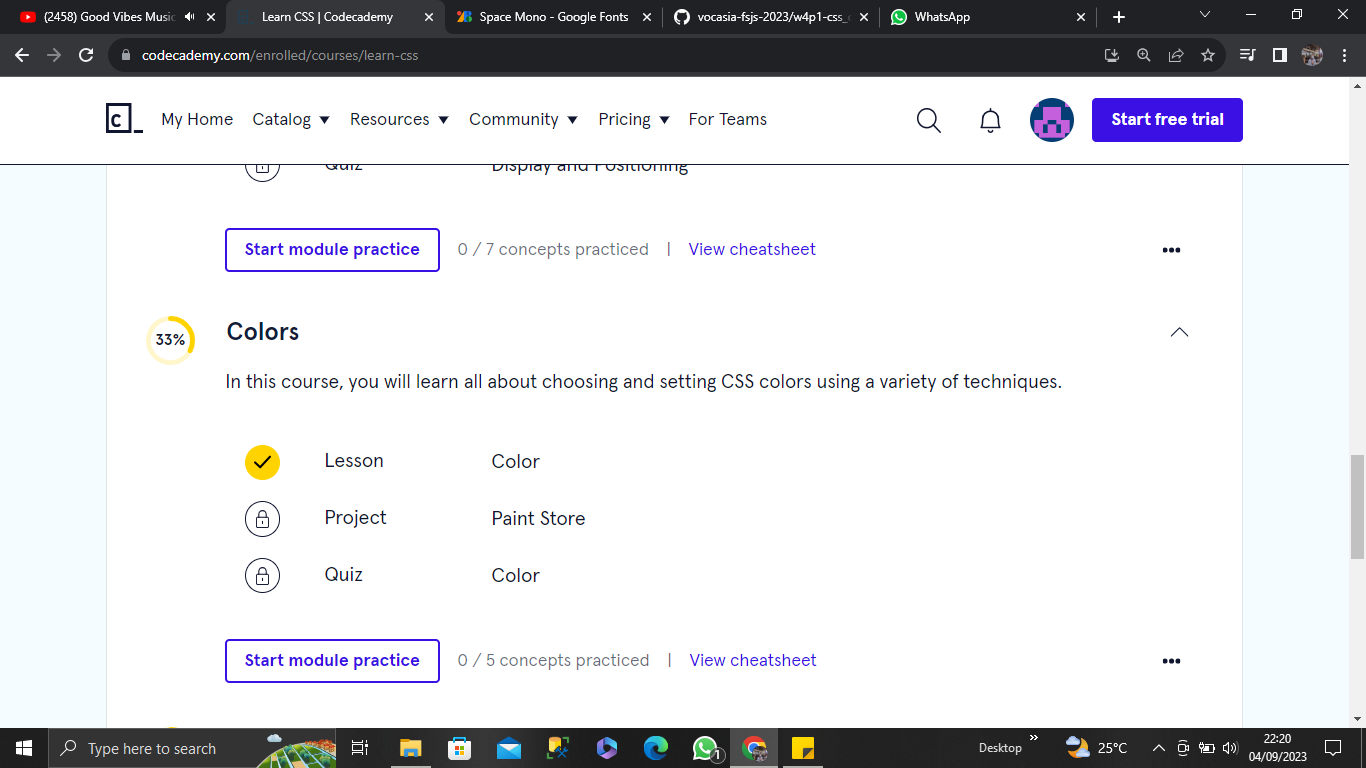 (2458) Good Vibes Music
Learn CSS | Codecademy
Space Mono - Google Fonts
vocasia-fsjs-2023/w4p1-css_c
WhatsApp
codecademy.com/enrolled/courses/learn-css
c_
My Home
Catalog
Resources
Community
Pricing
For Teams
Start free trial
Quiz
Display and Positioning
Start module practice
0 / 7 concepts practiced | View cheatsheet
33%
Colors
In this course, you will learn all about choosing and setting CSS colors using a variety of techniques.
Lesson
Color
Project
Paint Store
Quiz
Color
Start module practice
0 / 5 concepts practiced | View cheatsheet
Type here to search
1
Desktop
25°C
22:20
04/09/2023